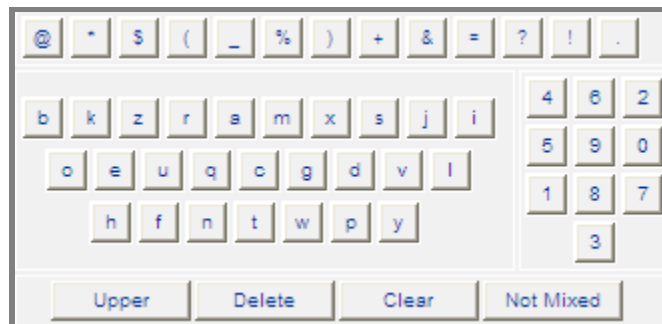 @ * $ ( _ % ) + & = ? ! .
b k z r a m x s j i
o e u q c g d v l
h f n t w p y
4 6 2
5 9 0
1 8 7
3
Upper Delete Clear Not Mixed